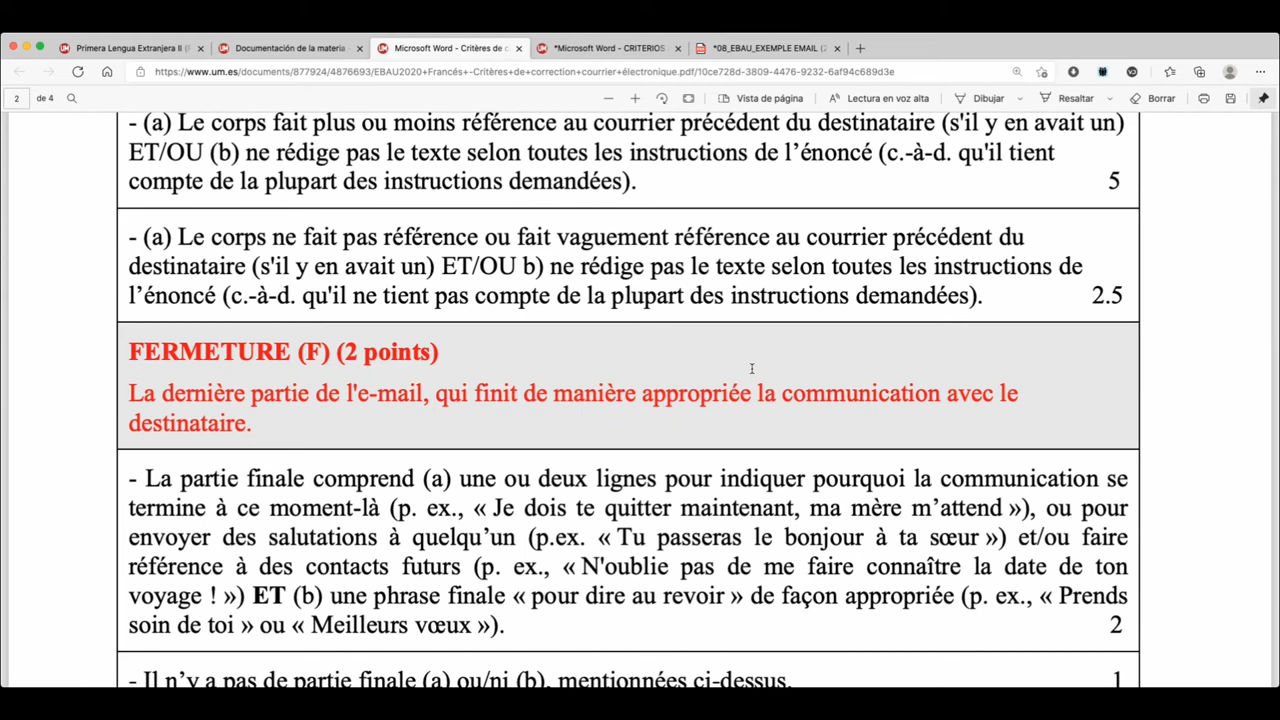 Primera Lengua Extranjera II (F
Documentación de la materia -
Microsoft Word - Critères de c
*Microsoft Word - CRITERIOS
*08_EBAU_EXEMPLE EMAIL (2
https://www.um.es/documents/877924/4876693/EBAU2020+Francés+-Critères+de+correction+courrier+électronique.pdf/10ce728d-3809-4476-9232-6af94c689d3e
2 de 4
Vista de página
Lectura en voz alta
Dibujar
Resaltar
Borrar
- (a) Le corps fait plus ou moins référence au courrier précédent du destinataire (s'il y en avait un)
ET/OU (b) ne rédige pas le texte selon toutes les instructions de l’énoncé (c.-à-d. qu'il tient
compte de la plupart des instructions demandées). 5
- (a) Le corps ne fait pas référence ou fait vaguement référence au courrier précédent du
destinataire (s'il y en avait un) ET/OU b) ne rédige pas le texte selon toutes les instructions de
l’énoncé (c.-à-d. qu'il ne tient pas compte de la plupart des instructions demandées). 2.5
FERMETURE (F) (2 points)
La dernière partie de l'e-mail, qui finit de manière appropriée la communication avec le
destinataire.
- La partie finale comprend (a) une ou deux lignes pour indiquer pourquoi la communication se
termine à ce moment-là (p. ex., « Je dois te quitter maintenant, ma mère m’attend »), ou pour
envoyer des salutations à quelqu’un (p.ex. « Tu passeras le bonjour à ta sœur ») et/ou faire
référence à des contacts futurs (p. ex., « N'oublie pas de me faire connaître la date de ton
voyage ! ») ET (b) une phrase finale « pour dire au revoir » de façon appropriée (p. ex., « Prends
soin de toi » ou « Meilleurs vœux »). 2
- Il n’y a pas de partie finale (a) ou/ni (b), mentionnées ci-dessus. 1